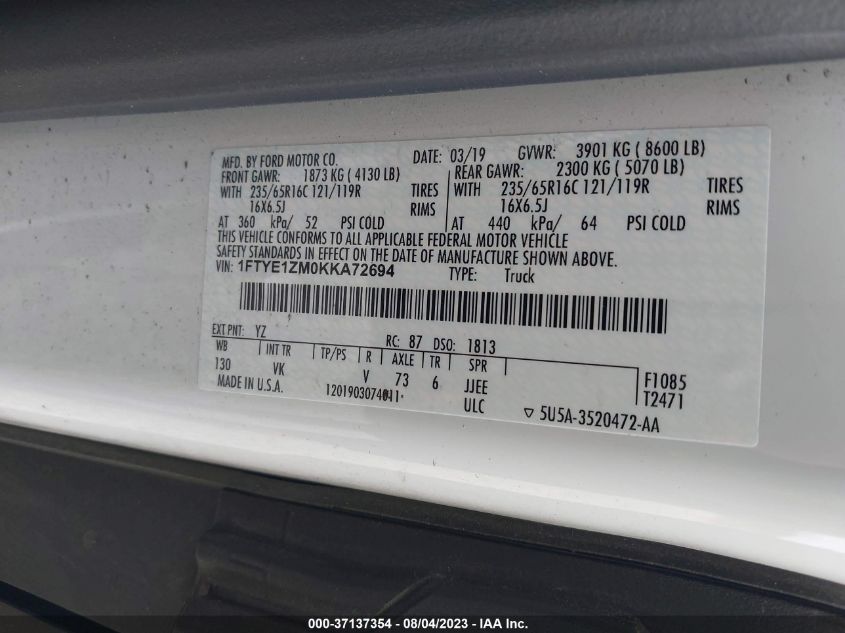 MFD. BY FORD MOTOR CO. DATE: 03/19 GVWR: 3901 KG ( 8600 LB)
FRONT GAWR: 1873 KG ( 4130 LB) REAR GAWR: 2300 KG ( 5070 LB)
WITH 235/65R16C 121/119R TIRES WITH 235/65R16C 121/119R TIRES
16X6.5J RIMS 16X6.5J RIMS
AT 360 kPa/ 52 PSI COLD AT 440 kPa/ 64 PSI COLD
THIS VEHICLE CONFORMS TO ALL APPLICABLE FEDERAL MOTOR VEHICLE
SAFETY STANDARDS IN EFFECT ON THE DATE OF MANUFACTURE SHOWN ABOVE.
VIN: 1FTYE1ZM0KKA72694 TYPE: Truck
EXT PNT: YZ RC: 87 DSO: 1813
WB INT TR TP/PS R AXLE TR SPR
130 VK V 73 6 JJEE F1085
MADE IN U.S.A. ULC T2471
5U5A-3520472-AA
000-37137354 - 08/04/2023 - IAA Inc.